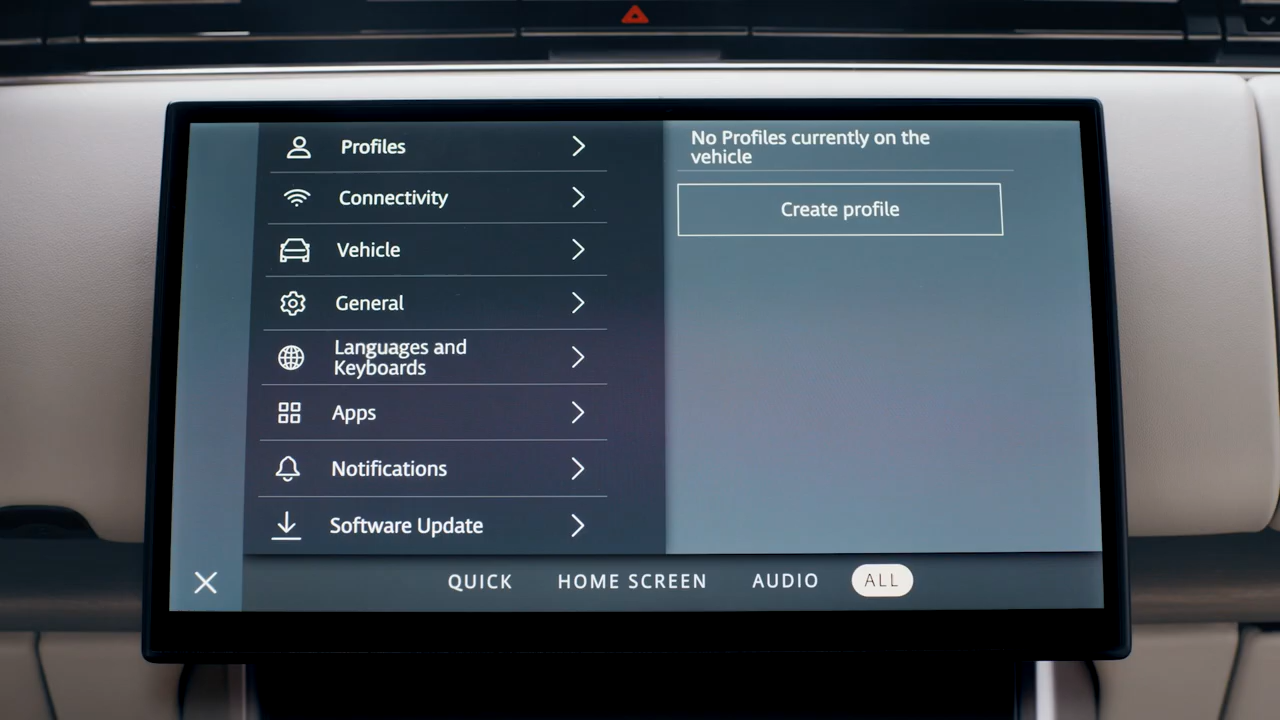 Profiles
Connectivity
Vehicle
General
Languages and
Keyboards
Apps
Notifications
Software Update
No Profiles currently on the
vehicle
Create profile
QUICK
HOME SCREEN
AUDIO
ALL